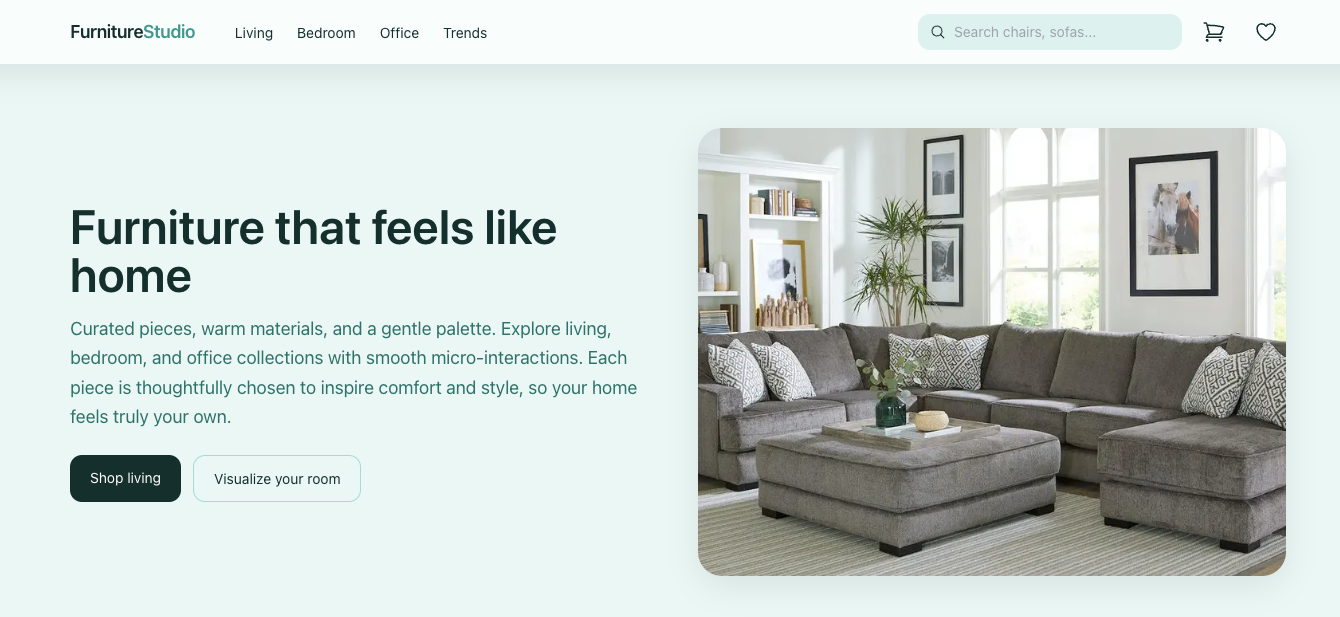 FurnitureStudio
Living
Bedroom
Office
Trends
Search chairs, sofas...
Furniture that feels like
home
Curated pieces, warm materials, and a gentle palette. Explore living,
bedroom, and office collections with smooth micro-interactions. Each
piece is thoughtfully chosen to inspire comfort and style, so your home
feels truly your own.
Shop living
Visualize your room